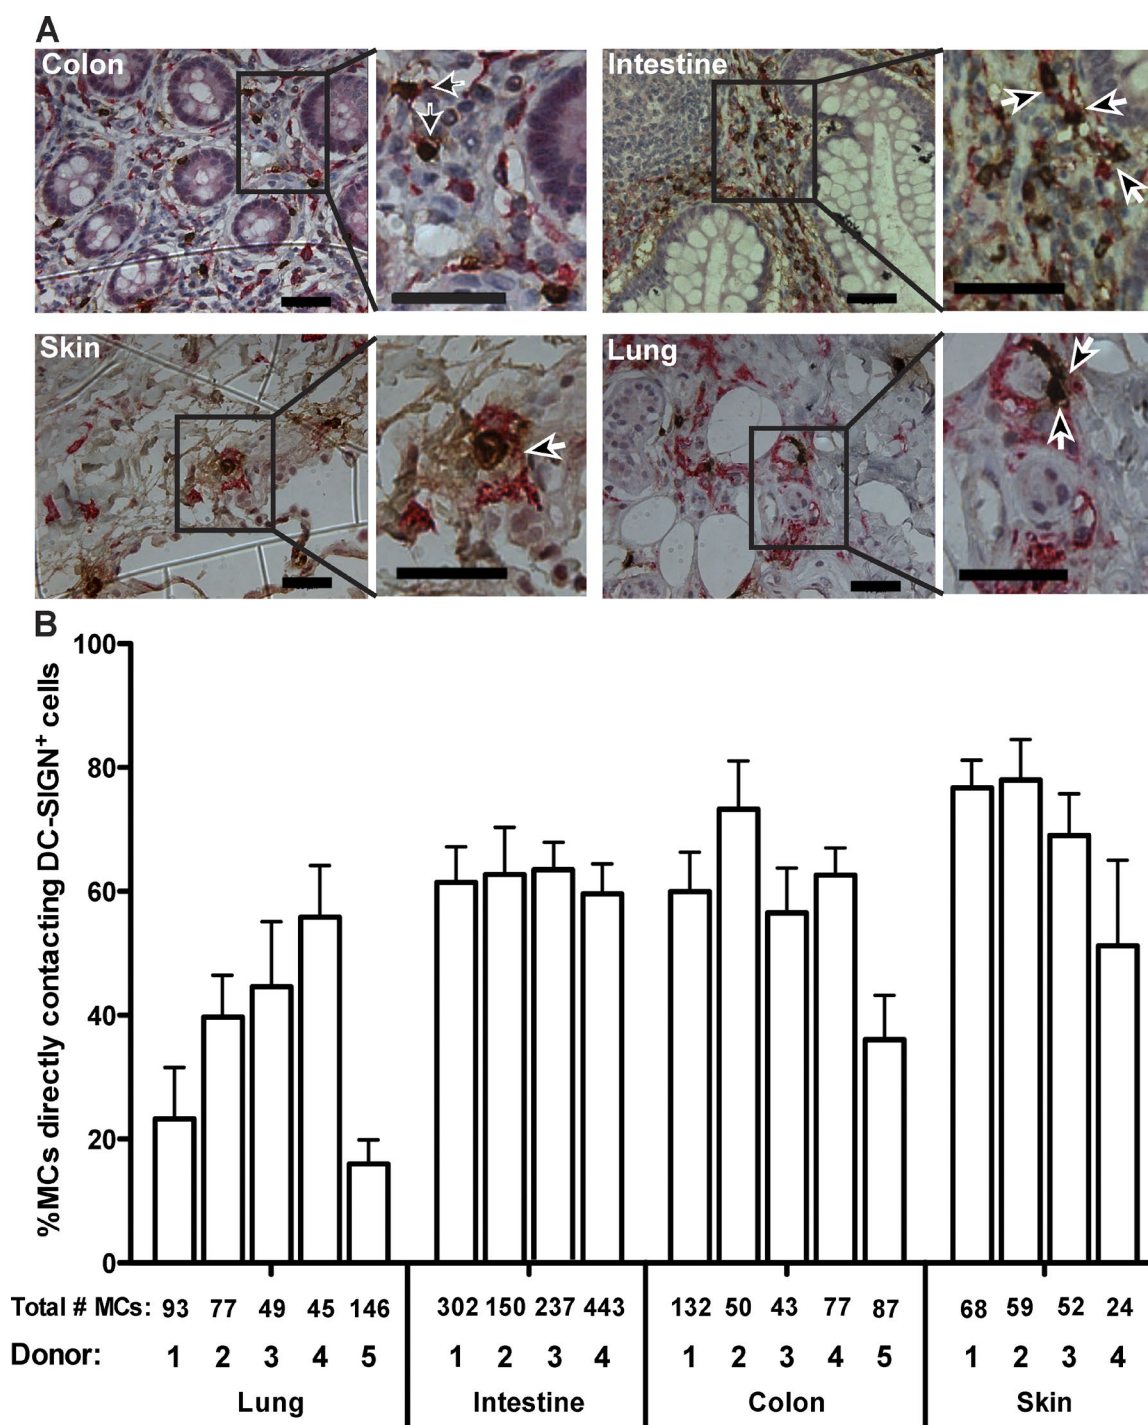 A
Colon
Intestine
Skin
Lung
B
%MCs directly contacting DC-SIGN+ cells
100
80
60
40
20
0
Total # MCs: 93 77 49 45 146 302 150 237 443 132 50 43 77 87 68 59 52 24
Donor: 1 2 3 4 5 1 2 3 4 1 2 3 4 5 1 2 3 4
Lung Intestine Colon Skin